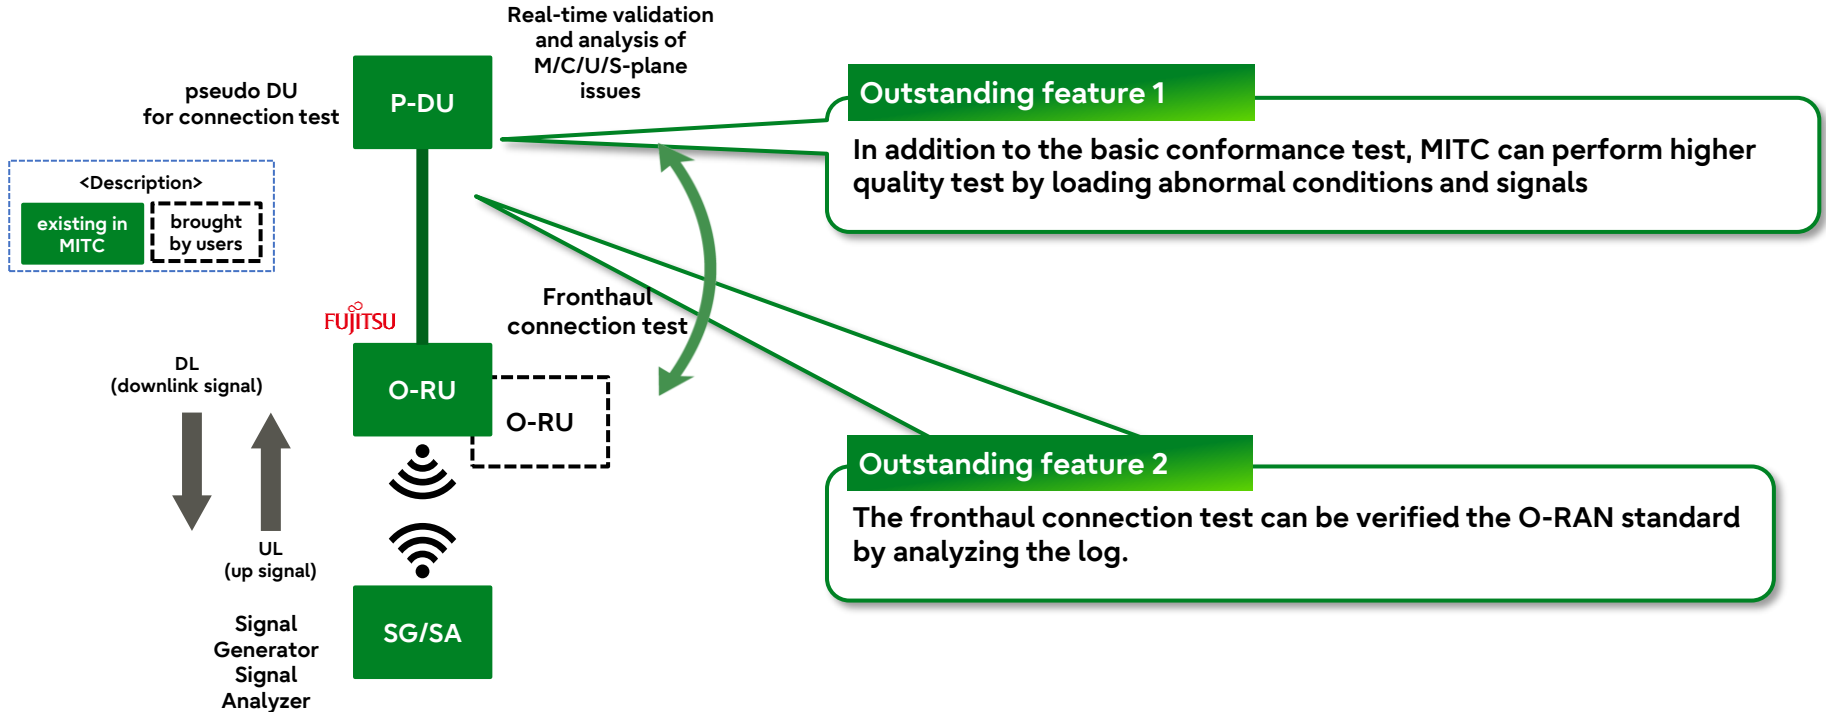 Real-time validation
and analysis of
M/C/U/S-plane
issues
pseudo DU
for connection test
P-DU
Outstanding feature 1
In addition to the basic conformance test, MITC can perform higher
quality test by loading abnormal conditions and signals
<Description>
existing in
MITC
brought
by users
FUJITSU
Fronthaul
connection test
DL
(downlink signal)
O-RU
O-RU
Outstanding feature 2
The fronthaul connection test can be verified the O-RAN standard
by analyzing the log.
UL
(up signal)
Signal
Generator
Signal
Analyzer
SG/SA